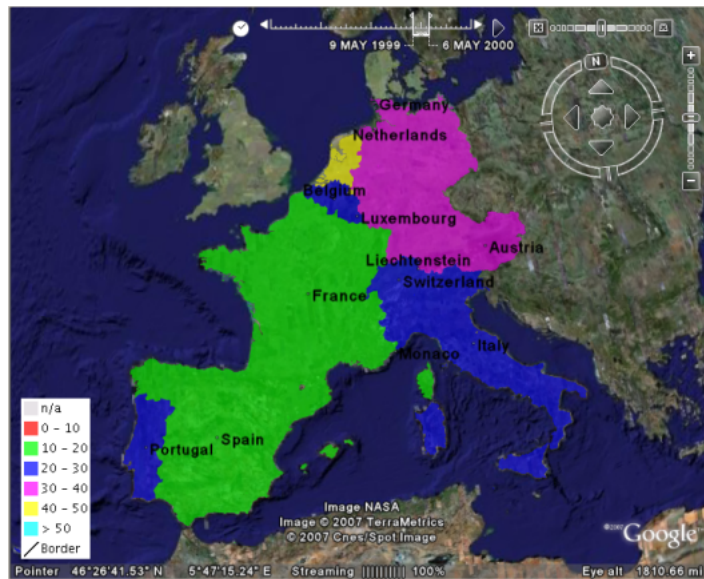 9 MAY 1999 6 MAY 2000
N
Germany
Netherlands
Belgium
Luxembourg
Austria
Liechtenstein
Switzerland
France
Italy
Monaco
Spain
Portugal
n/a
0 - 10
10 - 20
20 - 30
30 - 40
40 - 50
> 50
Border
Image NASA
Image © 2007 TerraMetrics
© 2007 Cnes/Spot Image
©2007 Google™
Pointer 46°26'41.53" N 5°47'15.24" E Streaming |||||||||| 100% Eye alt 1810.66 mi